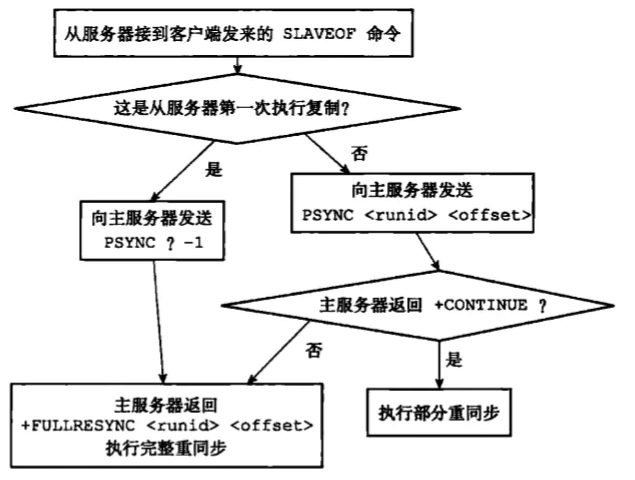 从服务器接到客户端发来的 SLAVEOF 命令
这是从服务器第一次执行复制?
是
否
向主服务器发送
PSYNC ? -1
向主服务器发送
PSYNC <runid> <offset>
主服务器返回 +CONTINUE ?
否
是
主服务器返回
+FULLRESYNC <runid> <offset>
执行完整重同步
执行部分重同步